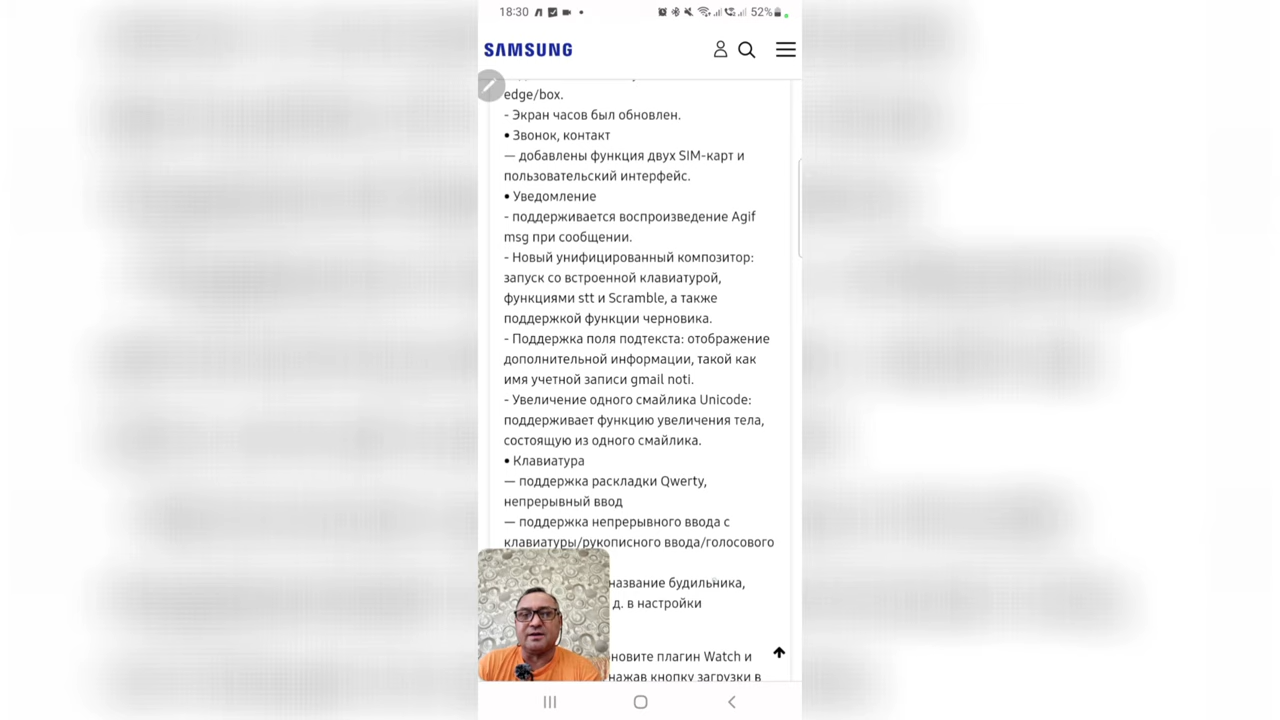 18:30
52%
SAMSUNG
edge/box.
- Экран часов был обновлен.
• Звонок, контакт
— добавлены функция двух SIM-карт и
пользовательский интерфейс.
• Уведомление
- поддерживается воспроизведение Agif
msg при сообщении.
- Новый унифицированный композитор:
запуск со встроенной клавиатурой,
функциями stt и Scramble, а также
поддержкой функции черновика.
- Поддержка поля подтекста: отображение
дополнительной информации, такой как
имя учетной записи gmail noti.
- Увеличение одного смайлика Unicode:
поддерживает функцию увеличения тела,
состоящую из одного смайлика.
• Клавиатура
— поддержка раскладки Qwerty,
непрерывный ввод
— поддержка непрерывного ввода с
клавиатуры/рукописного ввода/голосового
название будильника,
д. в настройки
новите плагин Watch и
нажав кнопку загрузки в